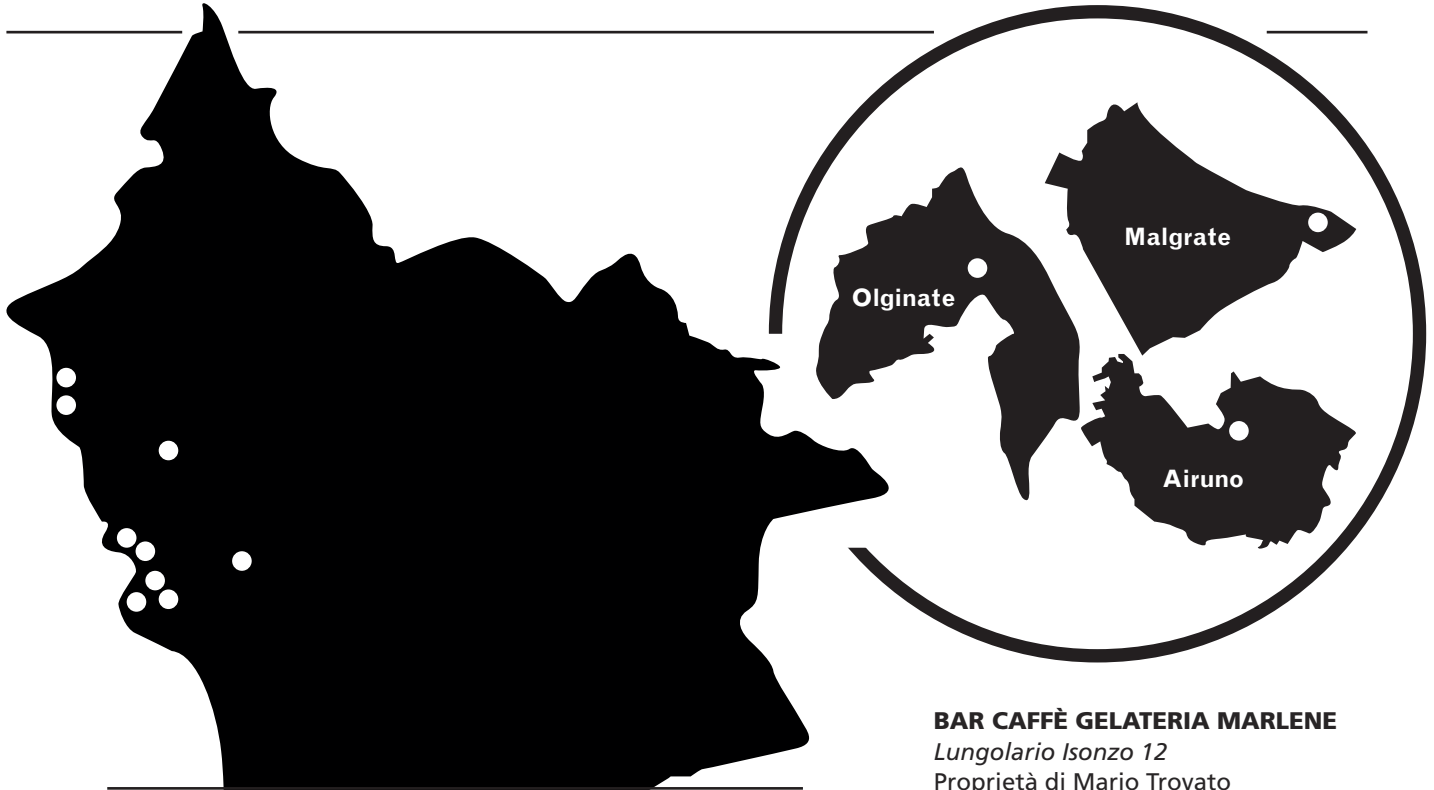 Malgrate
Olginate
Airuno
BAR CAFFÈ GELATERIA MARLENE
Lungolario Isonzo 12
Proprietà di Mario Trovato